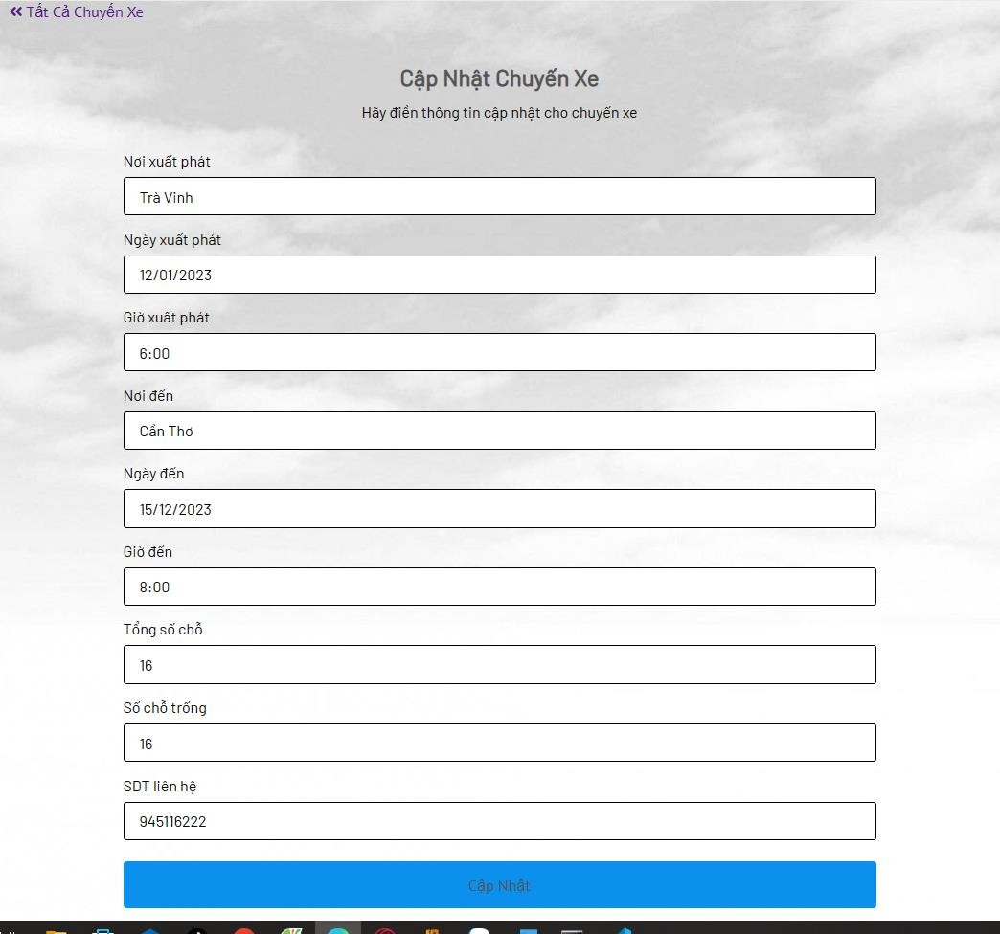 Tất Cả Chuyến Xe
Cập Nhật Chuyến Xe
Hãy điền thông tin cập nhật cho chuyến xe
Nơi xuất phát
Trà Vinh
Ngày xuất phát
12/01/2023
Giờ xuất phát
6:00
Nơi đến
Cần Thơ
Ngày đến
15/12/2023
Giờ đến
8:00
Tổng số chỗ
16
Số chỗ trống
16
SDT liên hệ
945116222
Cập Nhật